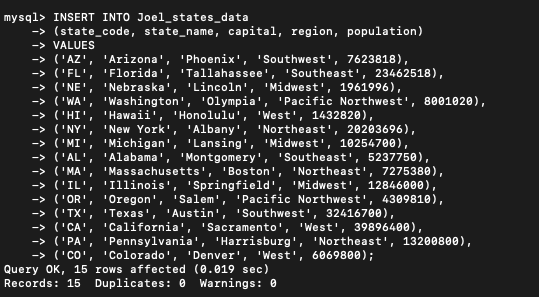 mysql> INSERT INTO Joel_states_data
-> (state_code, state_name, capital, region, population)
-> VALUES
-> ('AZ', 'Arizona', 'Phoenix', 'Southwest', 7623818),
-> ('FL', 'Florida', 'Tallahassee', 'Southeast', 23462518),
-> ('NE', 'Nebraska', 'Lincoln', 'Midwest', 1961996),
-> ('WA', 'Washington', 'Olympia', 'Pacific Northwest', 8001020),
-> ('HI', 'Hawaii', 'Honolulu', 'West', 1432820),
-> ('NY', 'New York', 'Albany', 'Northeast', 20203696),
-> ('MI', 'Michigan', 'Lansing', 'Midwest', 10254700),
-> ('AL', 'Alabama', 'Montgomery', 'Southeast', 5237750),
-> ('MA', 'Massachusetts', 'Boston', 'Northeast', 7275380),
-> ('IL', 'Illinois', 'Springfield', 'Midwest', 12846000),
-> ('OR', 'Oregon', 'Salem', 'Pacific Northwest', 4309810),
-> ('TX', 'Texas', 'Austin', 'Southwest', 32416700),
-> ('CA', 'California', 'Sacramento', 'West', 39896400),
-> ('PA', 'Pennsylvania', 'Harrisburg', 'Northeast', 13200800),
-> ('CO', 'Colorado', 'Denver', 'West', 6069800);
Query OK, 15 rows affected (0.019 sec)
Records: 15  Duplicates: 0  Warnings: 0